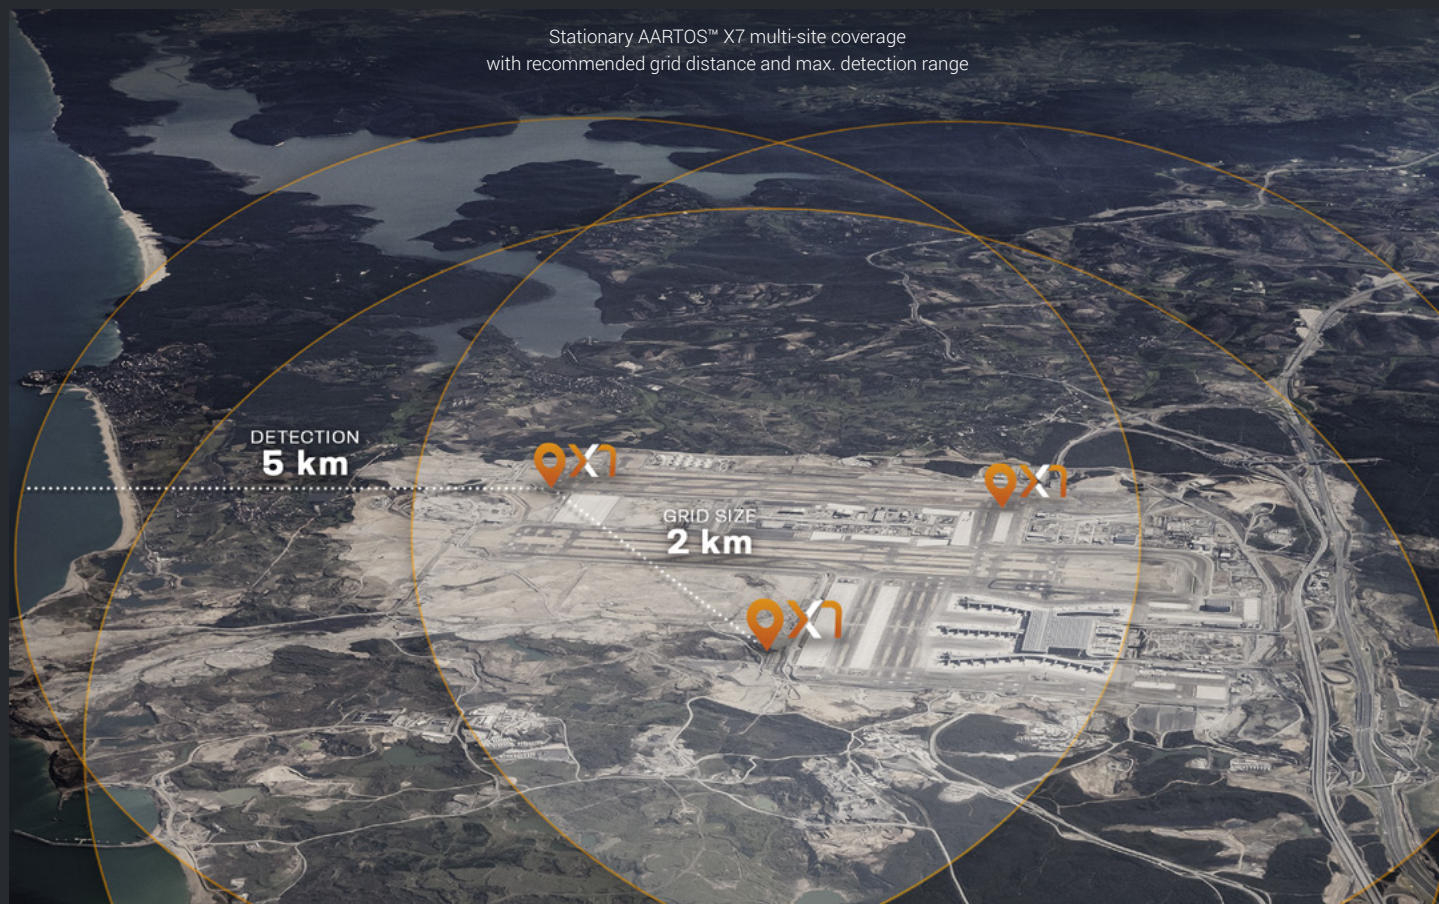 Stationary AARTOS™ X7 multi-site coverage
with recommended grid distance and max. detection range
DETECTION
5 km
X7
X7
GRID SIZE
2 km
X7